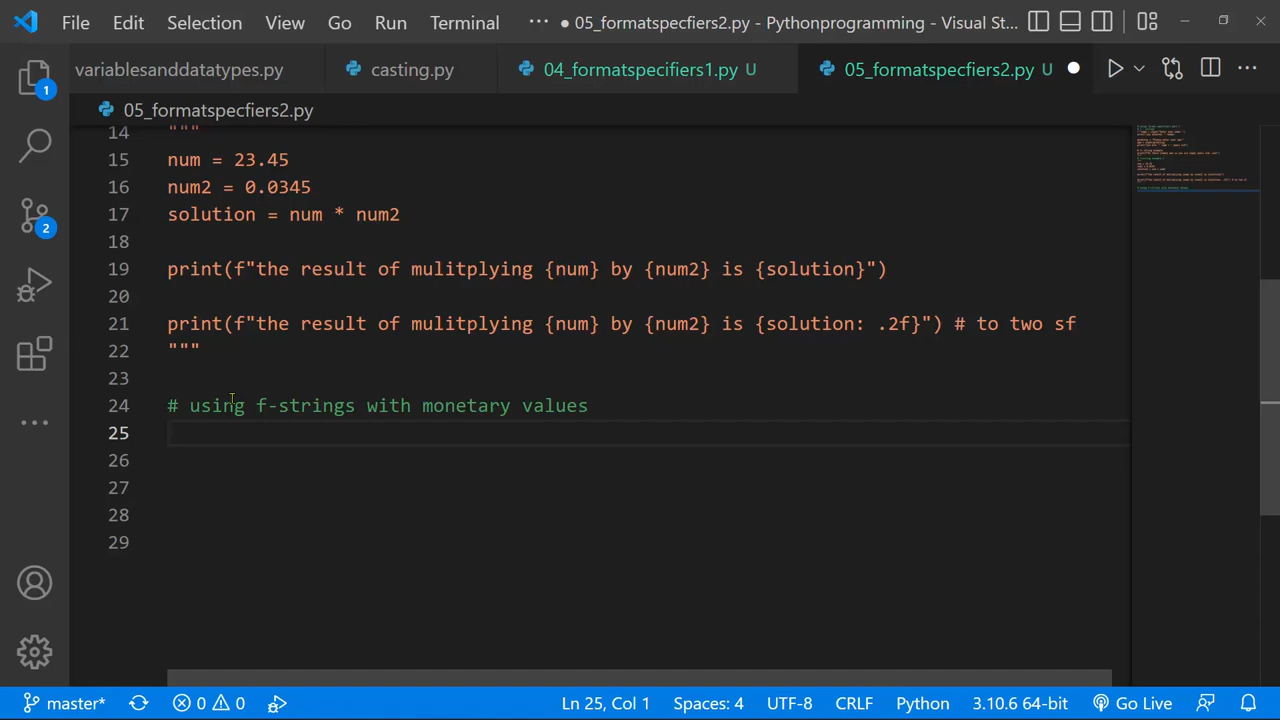 File Edit Selection View Go Run Terminal ··· ● 05_formatspecfiers2.py - Pythonprogramming - Visual St...
variablesanddatatypes.py casting.py 04_formatspecifiers1.py U 05_formatspecfiers2.py U ● ···
05_formatspecfiers2.py
14 """
15 num = 23.45
16 num2 = 0.0345
17 solution = num * num2
18
19 print(f"the result of mulitplying {num} by {num2} is {solution}")
20
21 print(f"the result of mulitplying {num} by {num2} is {solution: .2f}") # to two sf
22 """
23
24 # using f-strings with monetary values
25
26
27
28
29
1
2
master* 0 0 Ln 25, Col 1 Spaces: 4 UTF-8 CRLF Python 3.10.6 64-bit Go Live